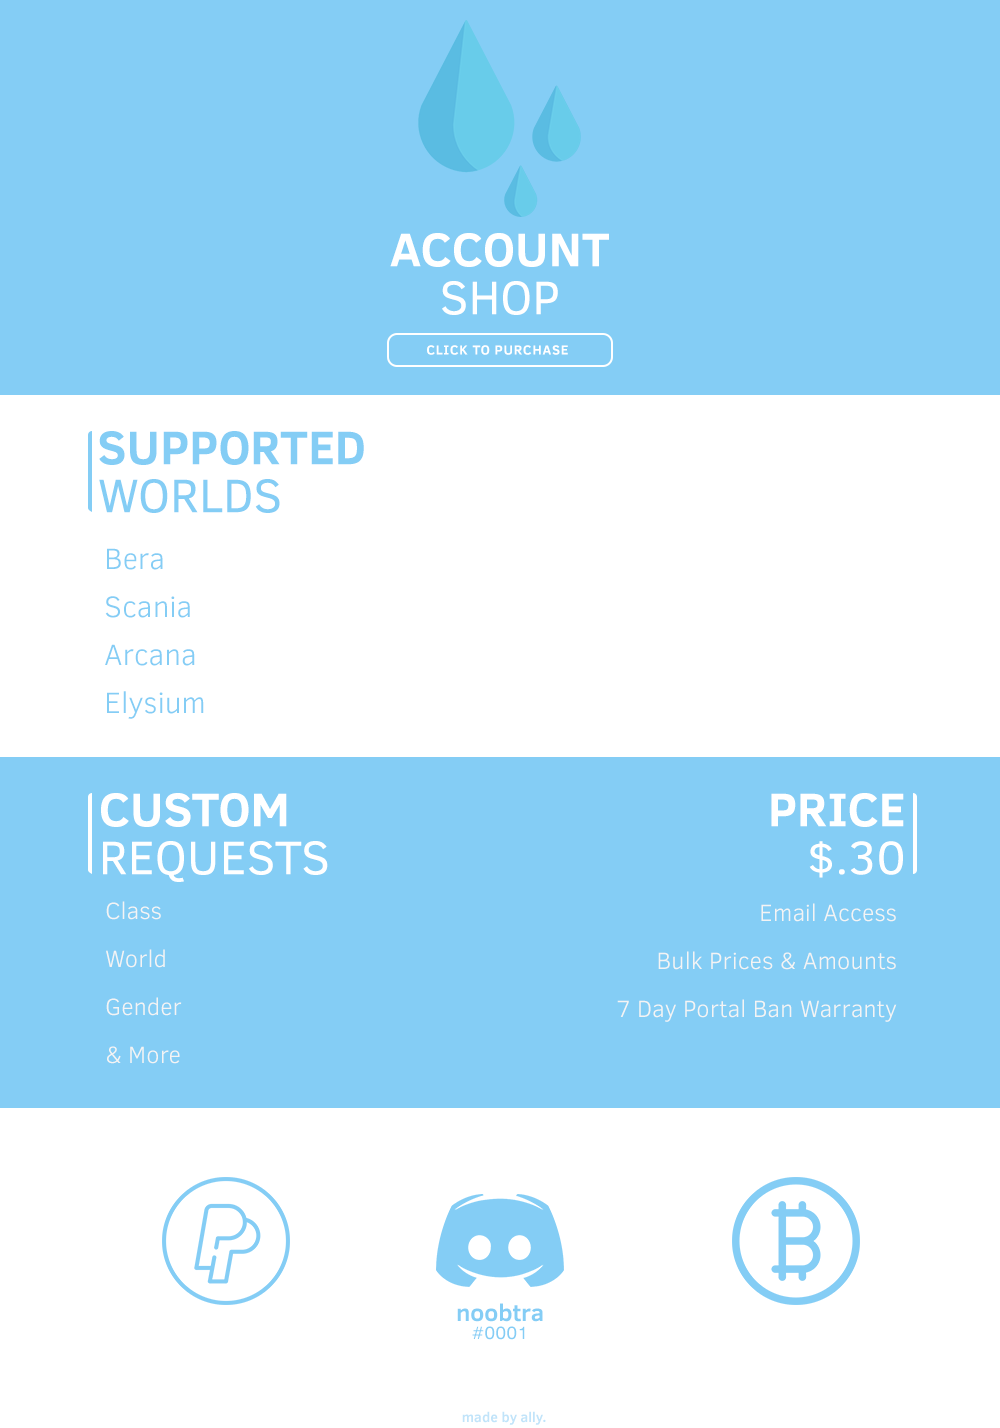 ACCOUNT
SHOP
CLICK TO PURCHASE
SUPPORTED
WORLDS
Bera
Scania
Arcana
Elysium
CUSTOM
REQUESTS
Class
World
Gender
& More
PRICE
$.30
Email Access
Bulk Prices & Amounts
7 Day Portal Ban Warranty
noobtra
#0001
made by ally.